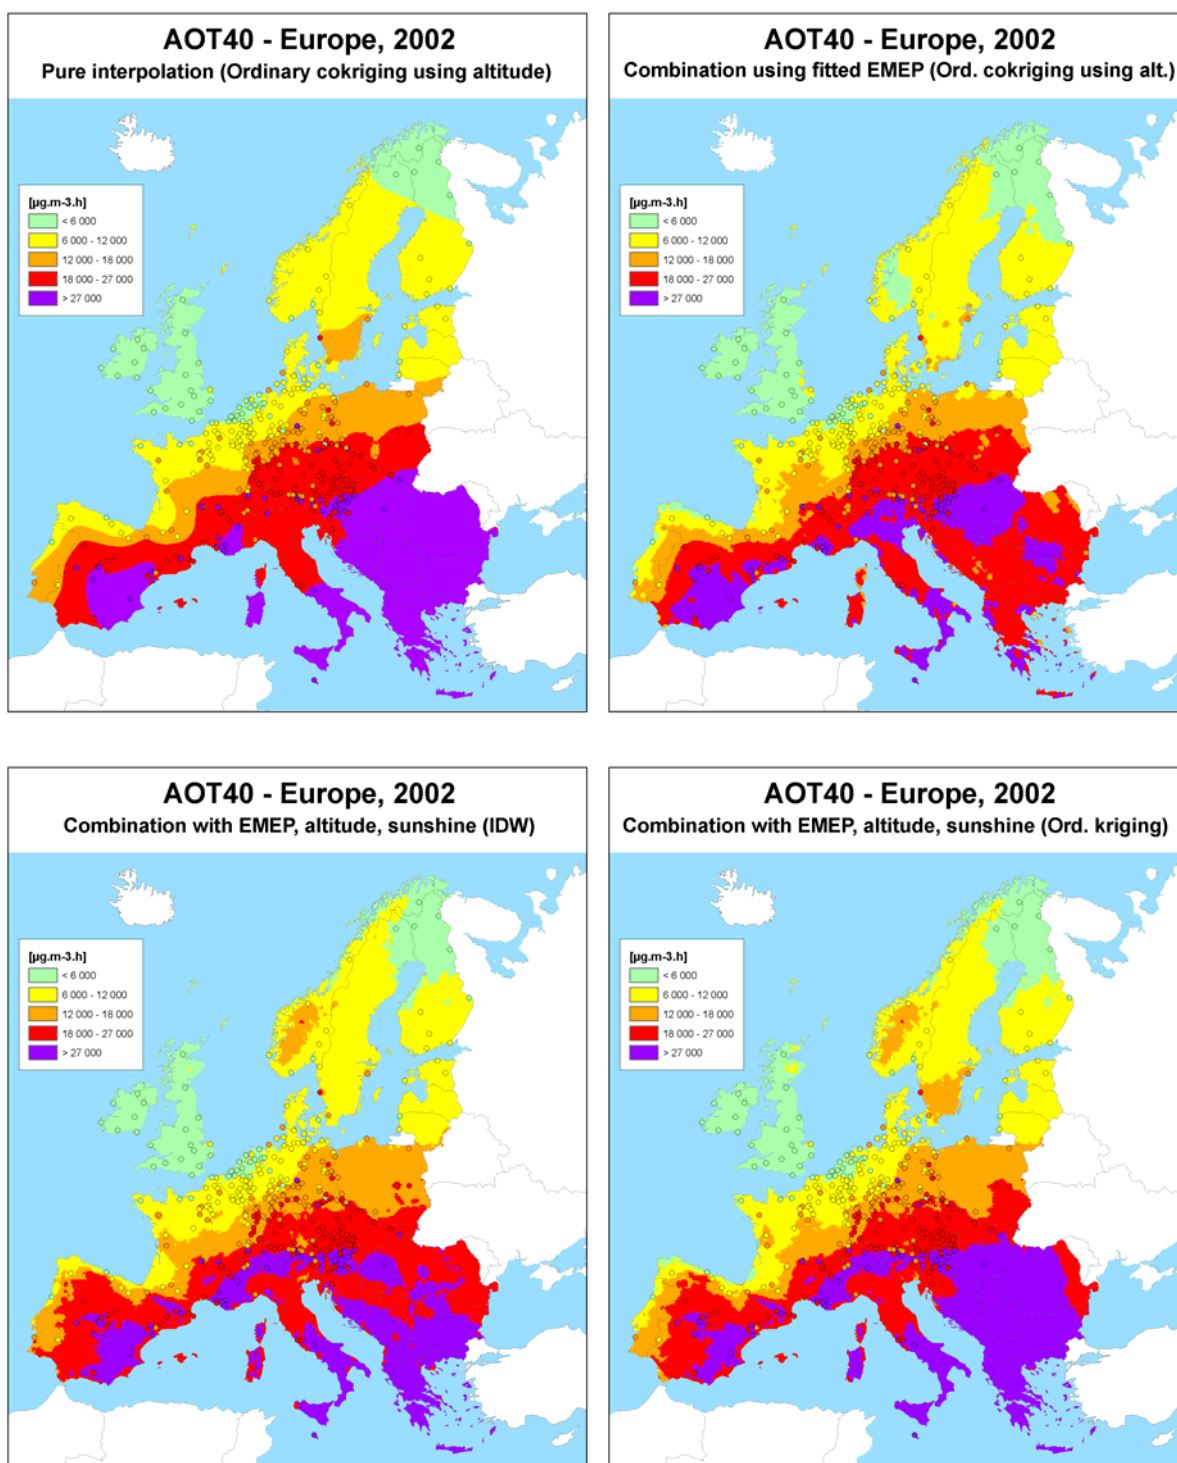 AOT40 - Europe, 2002
Pure interpolation (Ordinary cokriging using altitude)
[µg.m-3.h]
< 6 000
6 000 - 12 000
12 000 - 18 000
18 000 - 27 000
> 27 000
AOT40 - Europe, 2002
Combination using fitted EMEP (Ord. cokriging using alt.)
[µg.m-3.h]
< 6 000
6 000 - 12 000
12 000 - 18 000
18 000 - 27 000
> 27 000
AOT40 - Europe, 2002
Combination with EMEP, altitude, sunshine (IDW)
[µg.m-3.h]
< 6 000
6 000 - 12 000
12 000 - 18 000
18 000 - 27 000
> 27 000
AOT40 - Europe, 2002
Combination with EMEP, altitude, sunshine (Ord. kriging)
[µg.m-3.h]
< 6 000
6 000 - 12 000
12 000 - 18 000
18 000 - 27 000
> 27 000